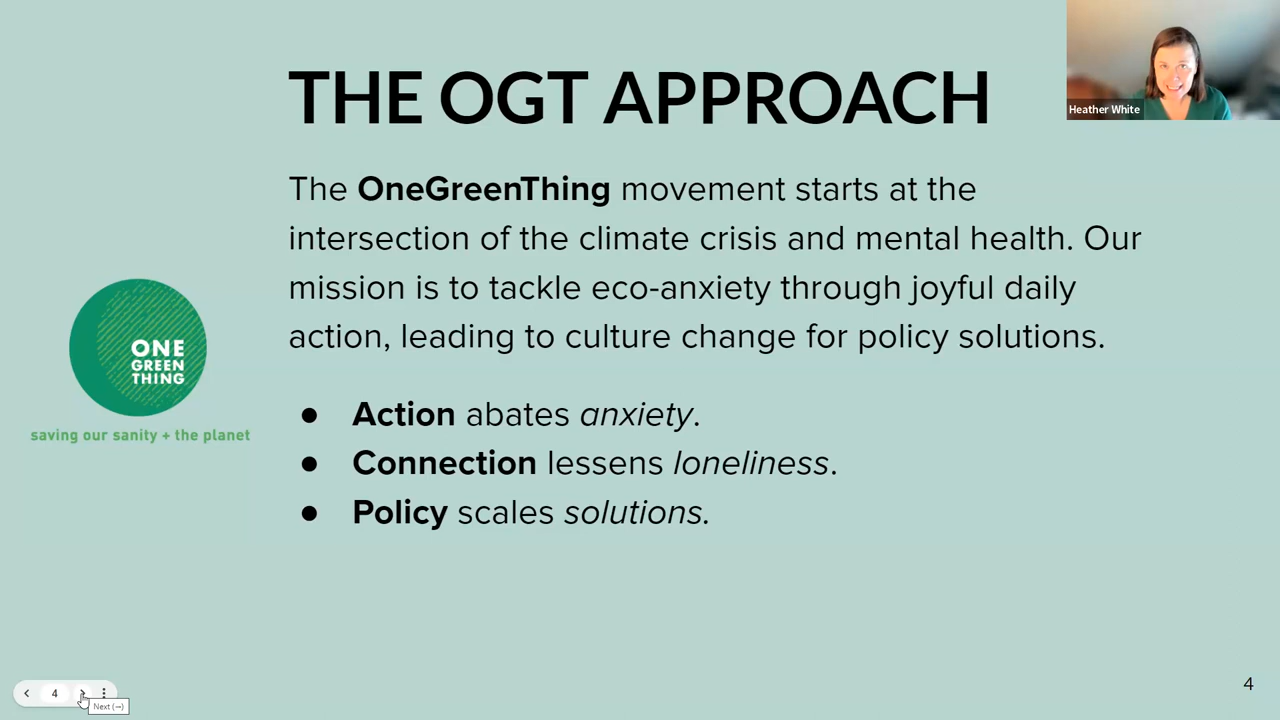 THE OGT APPROACH
Heather White
The OneGreenThing movement starts at the
intersection of the climate crisis and mental health. Our
mission is to tackle eco-anxiety through joyful daily
action, leading to culture change for policy solutions.
ONE
GREEN
THING
saving our sanity + the planet
● Action abates anxiety.
● Connection lessens loneliness.
● Policy scales solutions.
4
Next (→)
4